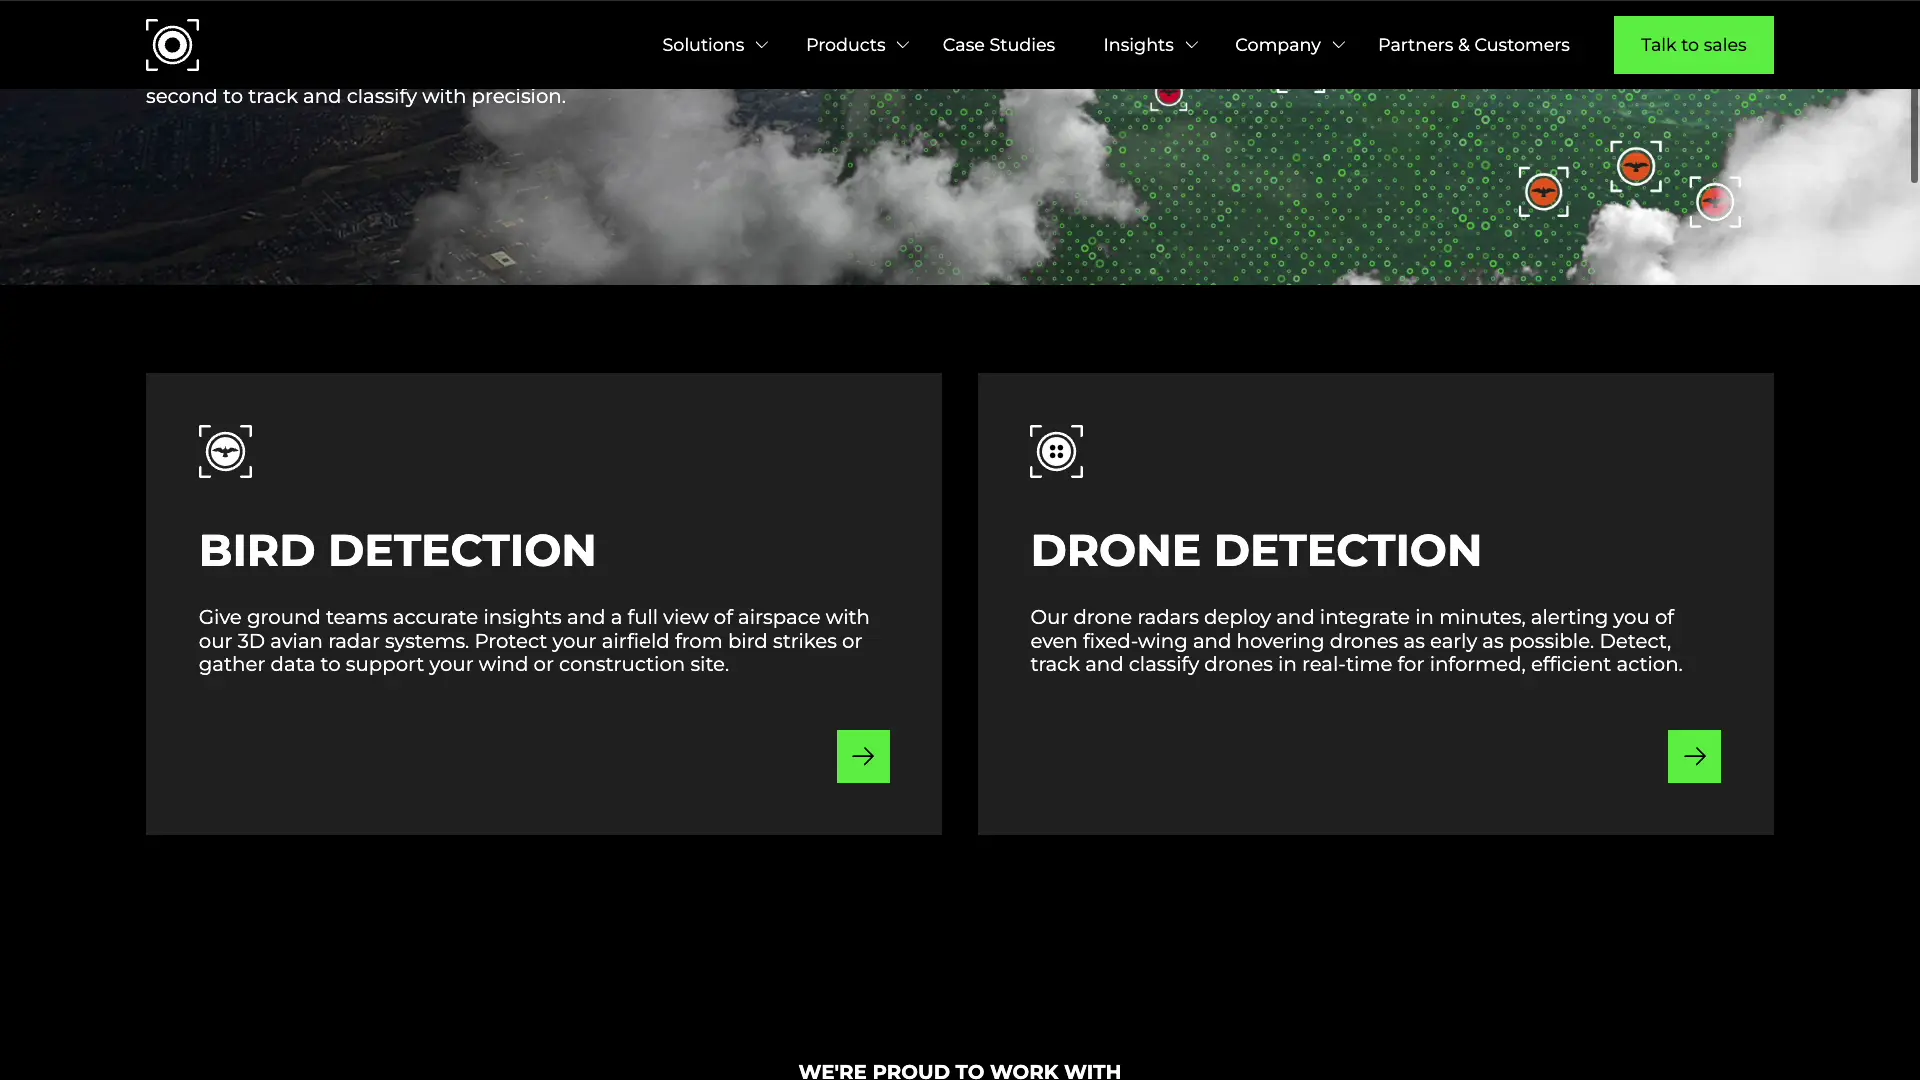 Solutions
Products
Case Studies
Insights
Company
Partners & Customers
Talk to sales
second to track and classify with precision.
BIRD DETECTION
Give ground teams accurate insights and a full view of airspace with
our 3D avian radar systems. Protect your airfield from bird strikes or
gather data to support your wind or construction site.
DRONE DETECTION
Our drone radars deploy and integrate in minutes, alerting you of
even fixed-wing and hovering drones as early as possible. Detect,
track and classify drones in real-time for informed, efficient action.
WE'RE PROUD TO WORK WITH